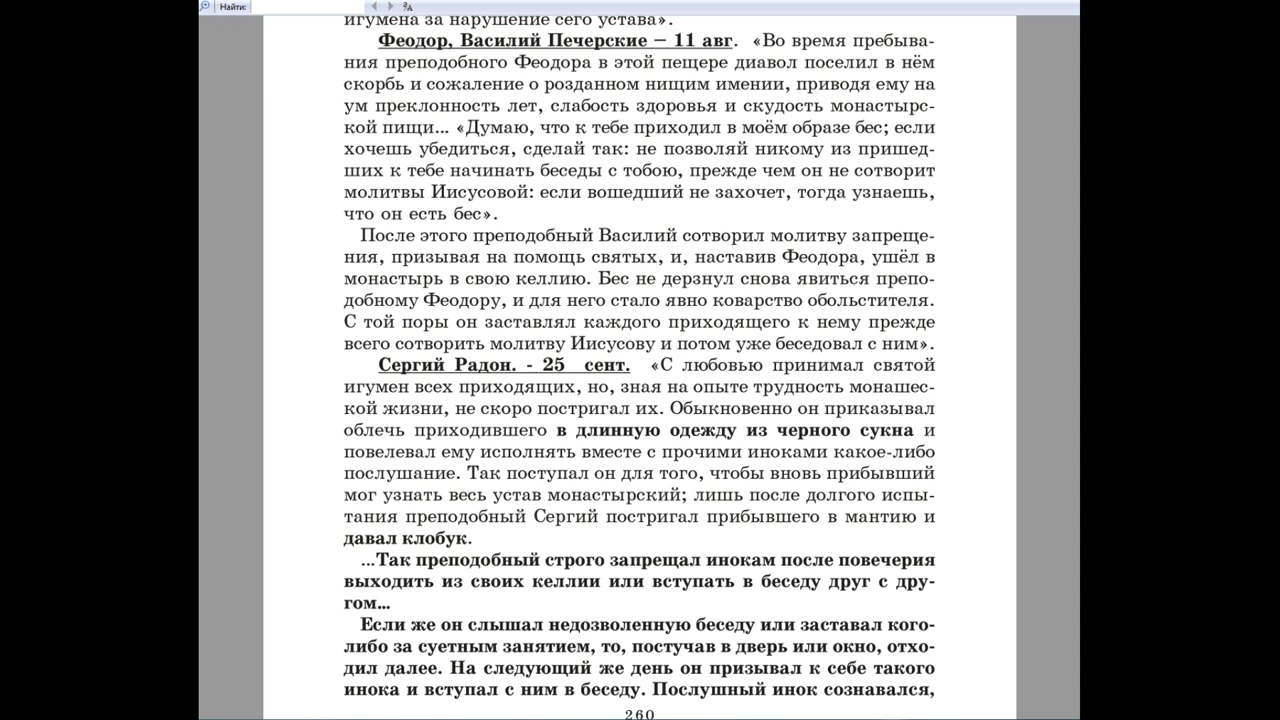 Найти:
игумена за нарушение сего устава».
Феодор, Василий Печерские – 11 авг. «Во время пребыва-
ния преподобного Феодора в этой пещере диавол поселил в нём
скорбь и сожаление о розданном нищим имении, приводя ему на
ум преклонность лет, слабость здоровья и скудость монастырс-
кой пищи... «Думаю, что к тебе приходил в моём образе бес; если
хочешь убедиться, сделай так: не позволяй никому из пришед-
ших к тебе начинать беседы с тобою, прежде чем он не сотворит
молитвы Иисусовой: если вошедший не захочет, тогда узнаешь,
что он есть бес».
После этого преподобный Василий сотворил молитву запреще-
ния, призывая на помощь святых, и, наставив Феодора, ушёл в
монастырь в свою келлию. Бес не дерзнул снова явиться препо-
добному Феодору, и для него стало явно коварство обольстителя.
С той поры он заставлял каждого приходящего к нему прежде
всего сотворить молитву Иисусову и потом уже беседовал с ним».
Сергий Радон. - 25 сент. «С любовью принимал святой
игумен всех приходящих, но, зная на опыте трудность монашес-
кой жизни, не скоро постригал их. Обыкновенно он приказывал
облечь приходившего в длинную одежду из черного сукна и
повелевал ему исполнять вместе с прочими иноками какое-либо
послушание. Так поступал он для того, чтобы вновь прибывший
мог узнать весь устав монастырский; лишь после долгого испы-
тания преподобный Сергий постригал прибывшего в мантию и
давал клобук.
...Так преподобный строго запрещал инокам после повечерия
выходить из своих келлии или вступать в беседу друг с дру-
гом...
Если же он слышал недозволенную беседу или заставал кого-
либо за суетным занятием, то, постучав в дверь или окно, отхо-
дил далее. На следующий же день он призывал к себе такого
инока и вступал с ним в беседу. Послушный инок сознавался,
260